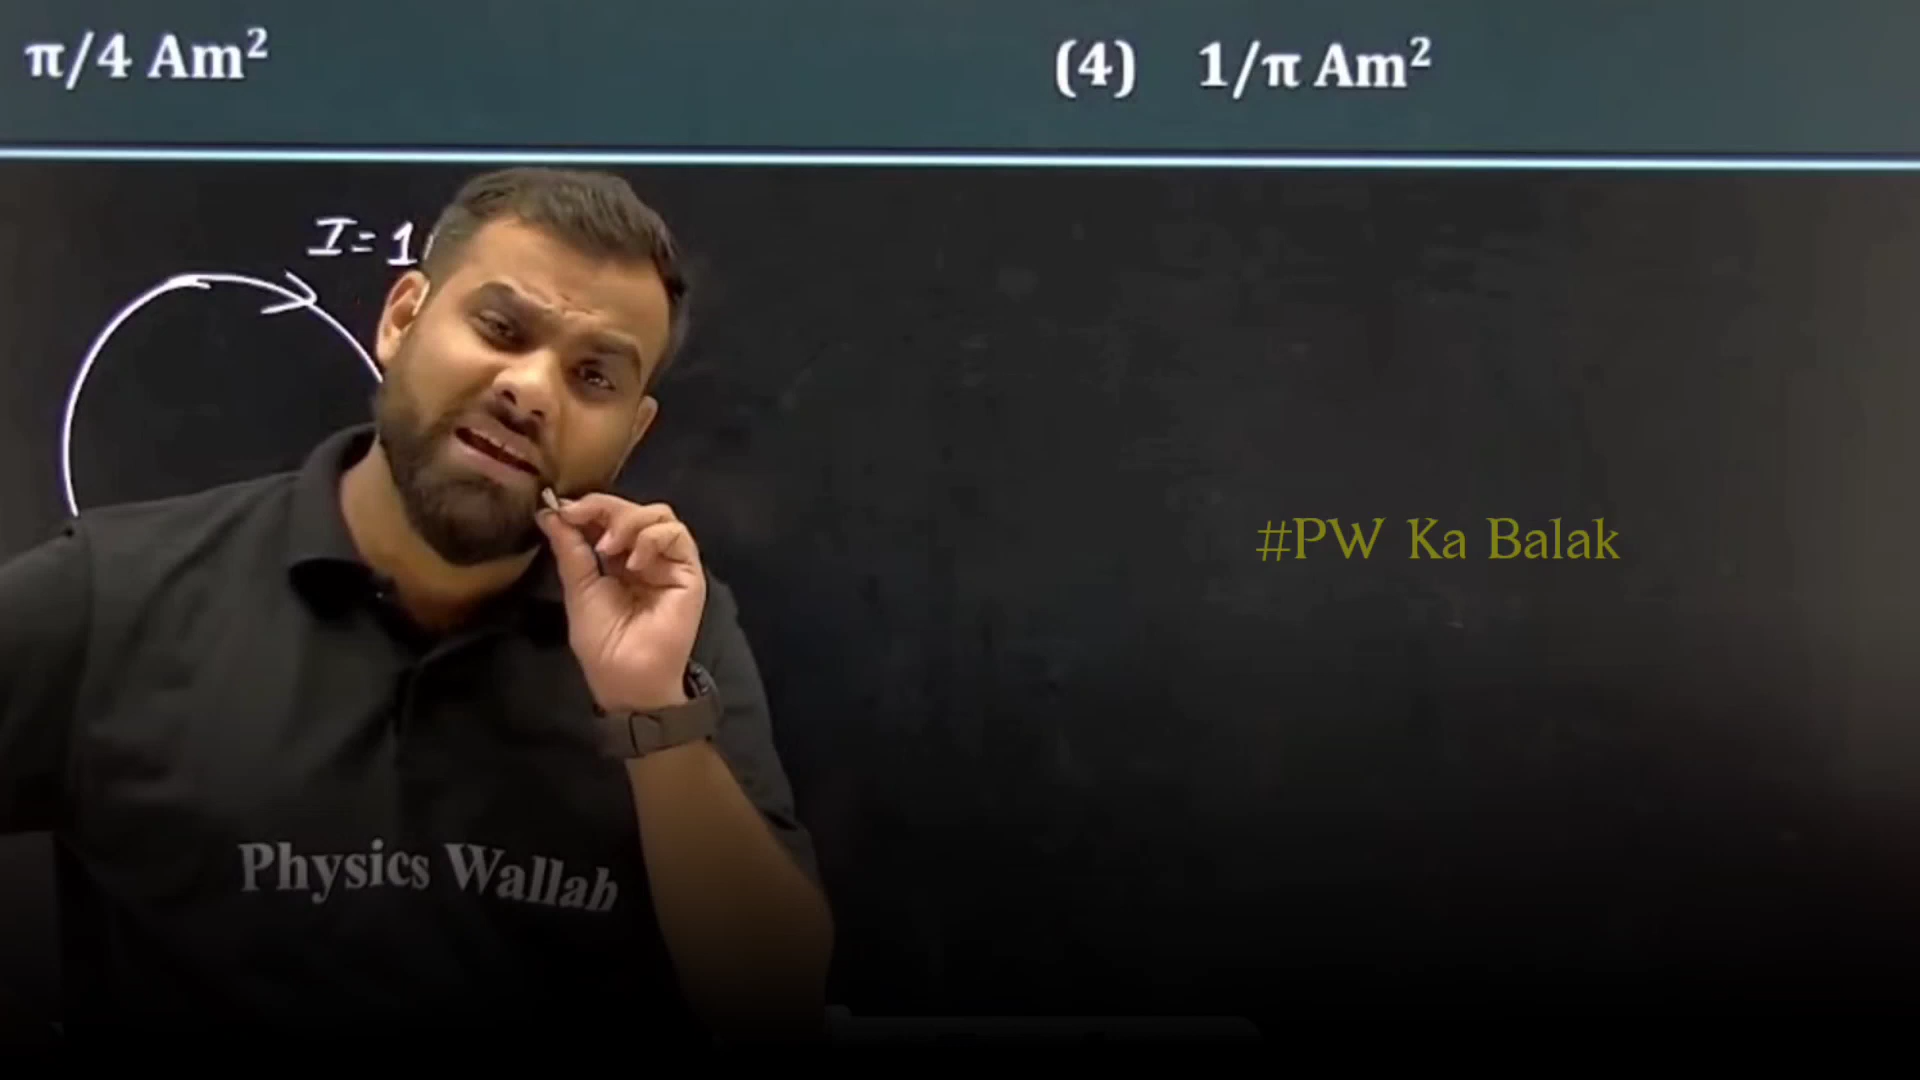 π/4 Am²
(4) 1/π Am²
I = 1
#PW Ka Balak
Physics Wallah